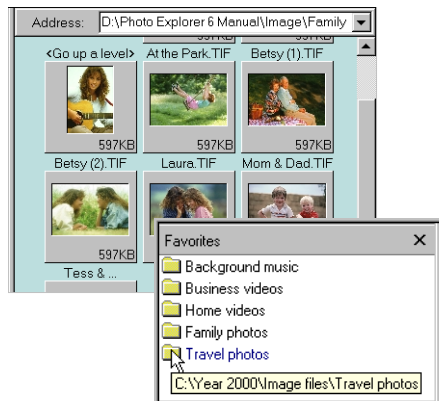 Address: D:\Photo Explorer 6 Manual\Image\Family
597KB 597KB
<Go up a level> At the Park.TIF Betsy (1).TIF
597KB 597KB 597KB
Betsy (2).TIF Laura.TIF Mom & Dad.TIF
597KB
Tess & ...
Favorites
Background music
Business videos
Home videos
Family photos
Travel photos
C:\Year 2000\Image files\Travel photos